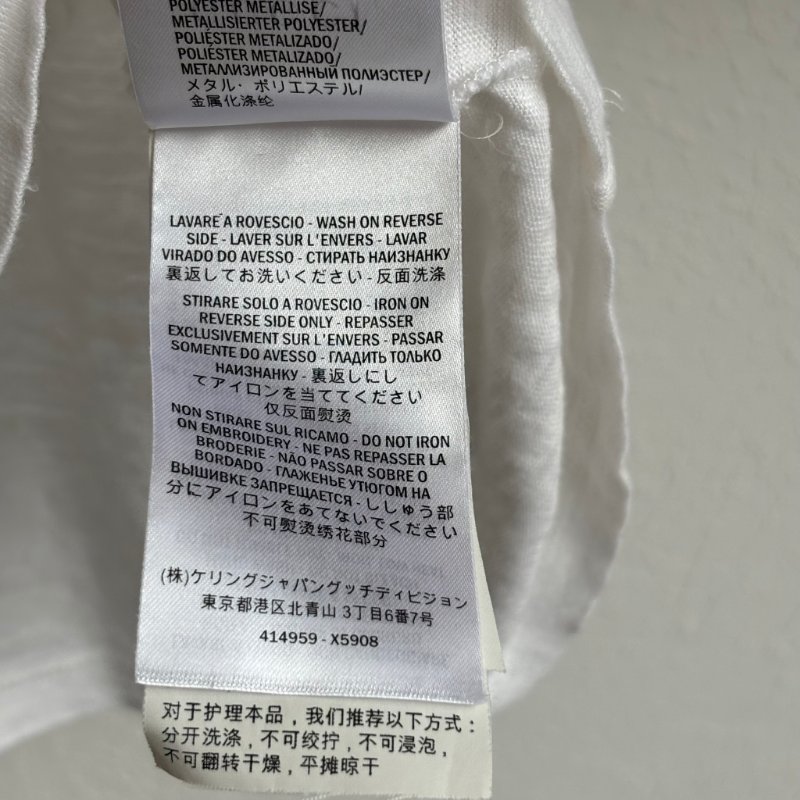 POLYESTER METALLISÉ/
METALLISIERTER POLYESTER/
POLIÉSTER METALIZADO/
POLIÉSTER METALIZADO/
МЕТАЛЛИЗИРОВАННЫЙ ПОЛИЭСТЕР/
メタル・ポリエステル/
金属化涤纶
LAVARE A ROVESCIO - WASH ON REVERSE
SIDE - LAVER SUR L'ENVERS - LAVAR
VIRADO DO AVESSO - СТИРАТЬ НАИЗНАНКУ
裏返してお洗いください - 反面洗涤
STIRARE SOLO A ROVESCIO - IRON ON
REVERSE SIDE ONLY - REPASSER
EXCLUSIVEMENT SUR L'ENVERS - PASSAR
SOMENTE DO AVESSO - ГЛАДИТЬ ТОЛЬКО
НАИЗНАНКУ - 裏返しにし
てアイロンを当ててください
仅反面熨烫
NON STIRARE SUL RICAMO - DO NOT IRON
ON EMBROIDERY - NE PAS REPASSER LA
BRODERIE - NÃO PASSAR SOBRE O
BORDADO - ГЛАЖЕНЬЕ УТЮГОМ НА
ВЫШИВКЕ ЗАПРЕЩАЕТСЯ - ししゅう部
分にアイロンをあてないでください
不可熨烫绣花部分
(株)ケリングジャパングッチディビジョン
東京都港区北青山 3丁目6番7号
414959 - X5908
对于护理本品，我们推荐以下方式：
分开洗涤，不可绞拧，不可浸泡，
不可翻转干燥，平摊晾干